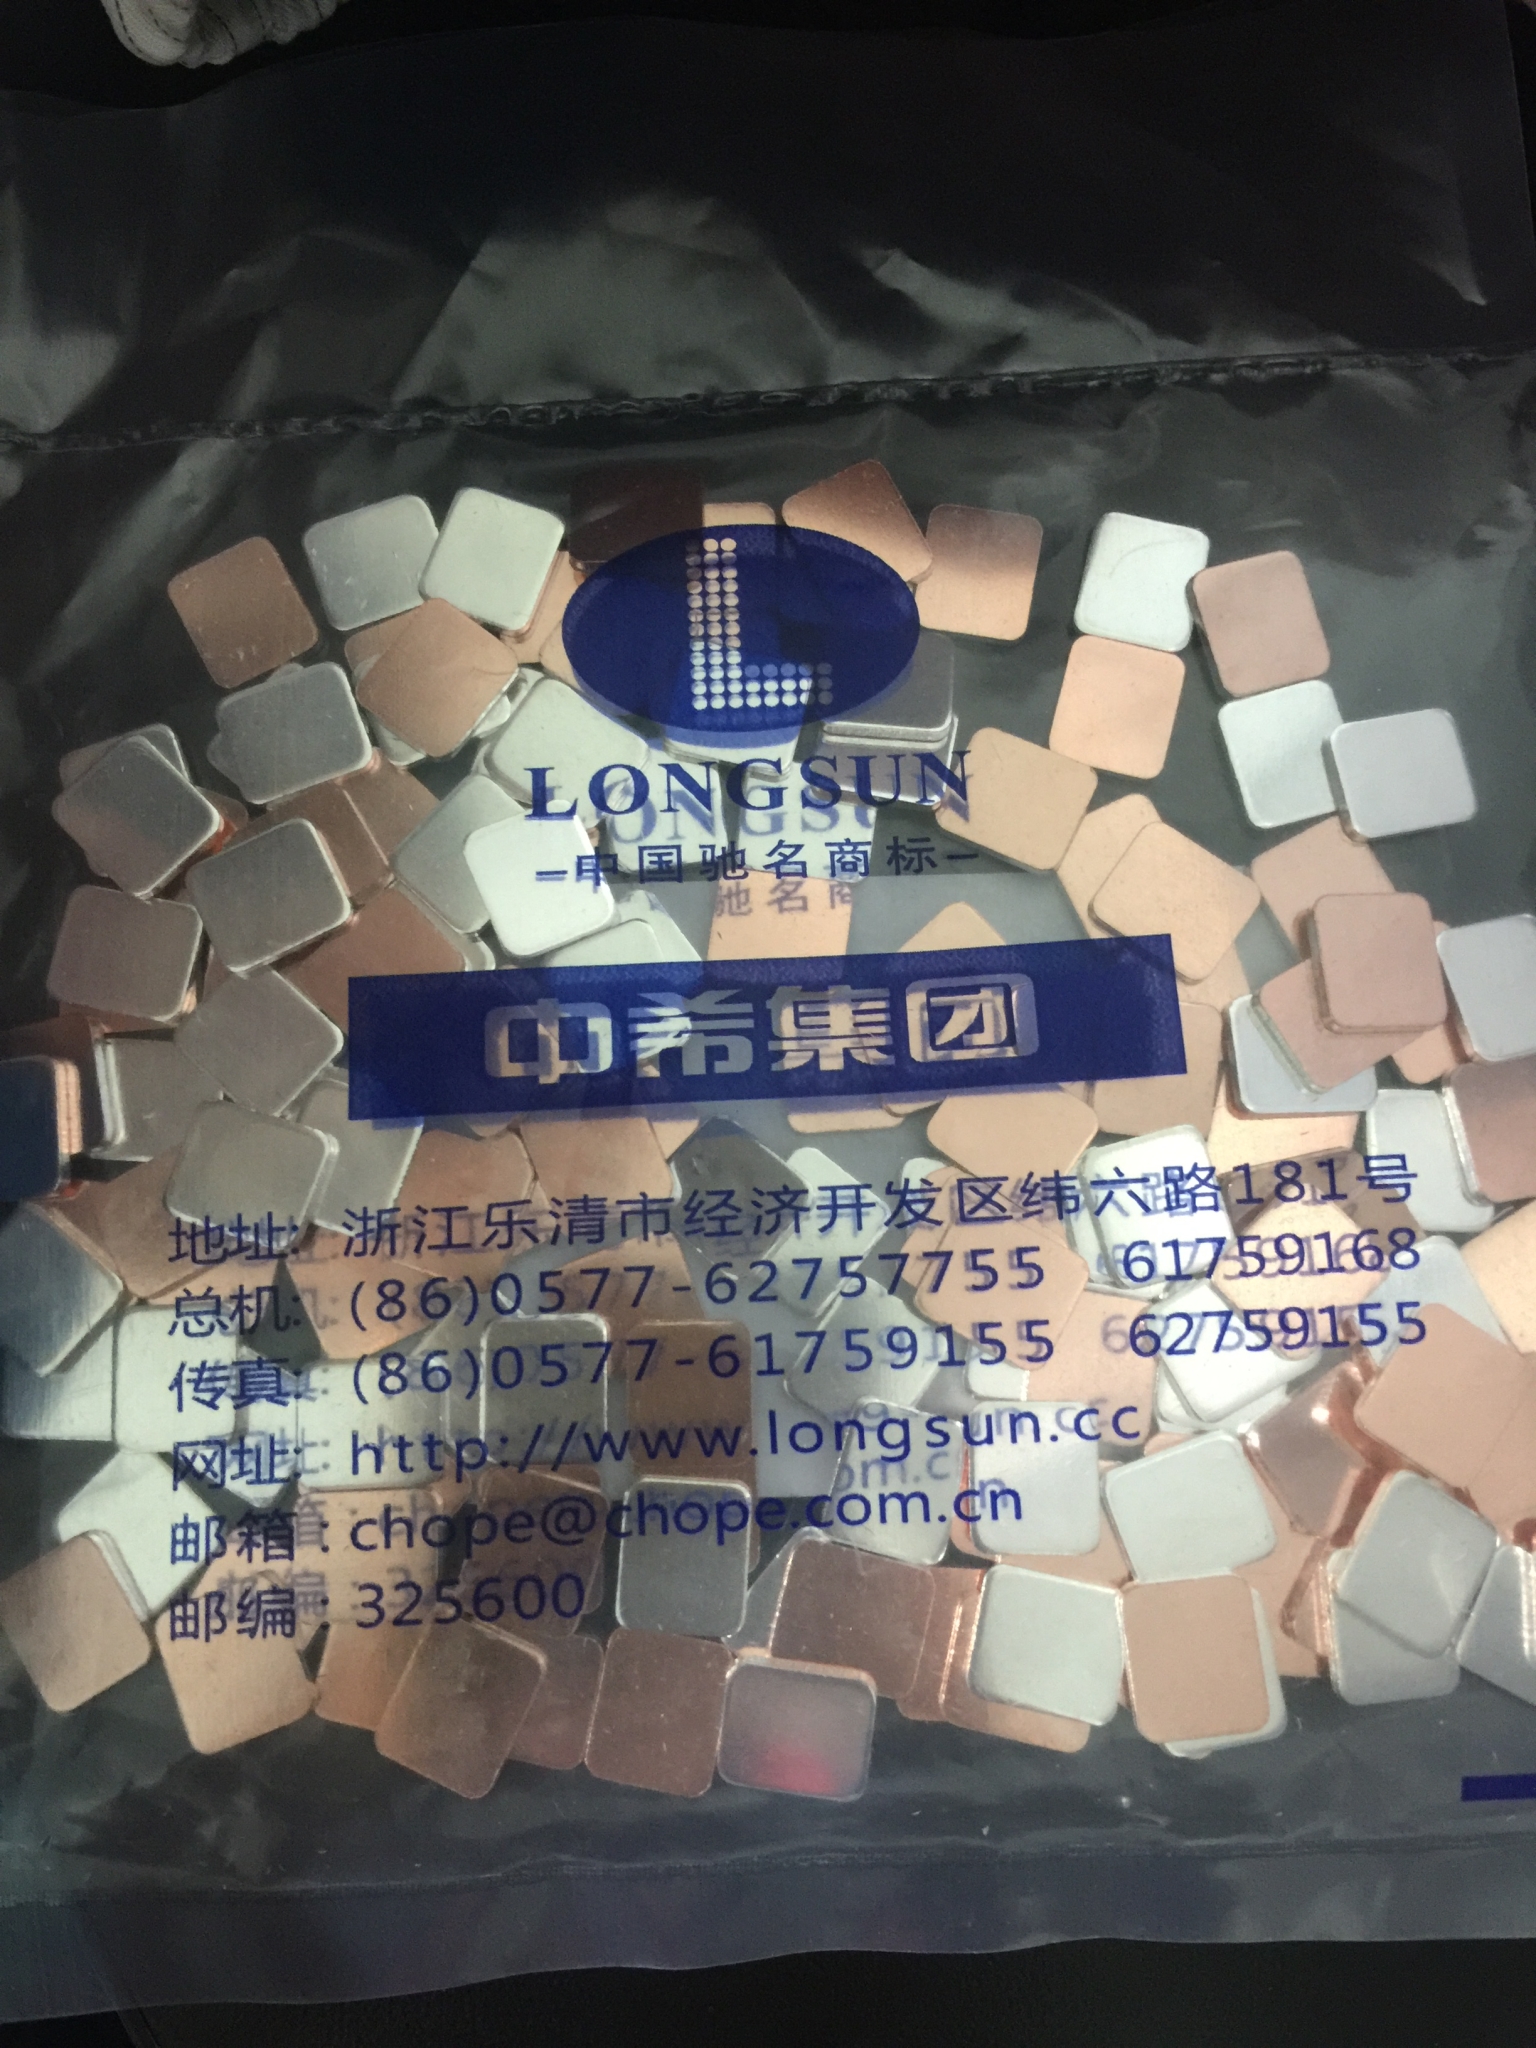 LONGSUN
-中国驰名商标-
中希集团
地址: 浙江乐清市经济开发区纬六路181号
总机: (86)0577-62757755 61759168
传真: (86)0577-61759155 62759155
网址: http://www.longsun.cc
邮箱: chope@chope.com.cn
邮编: 325600